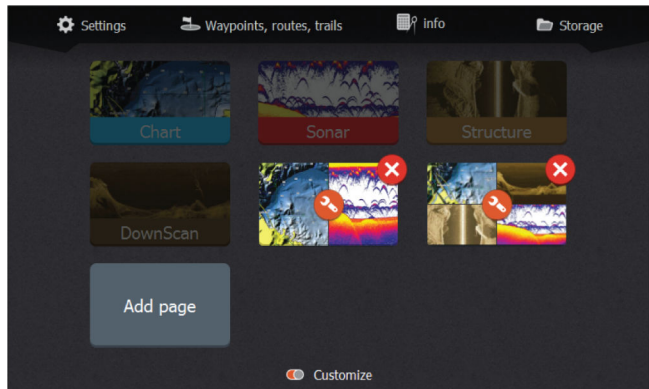 Settings
Waypoints, routes, trails
info
Storage
Chart
Sonar
Structure
DownScan
Add page
Customize